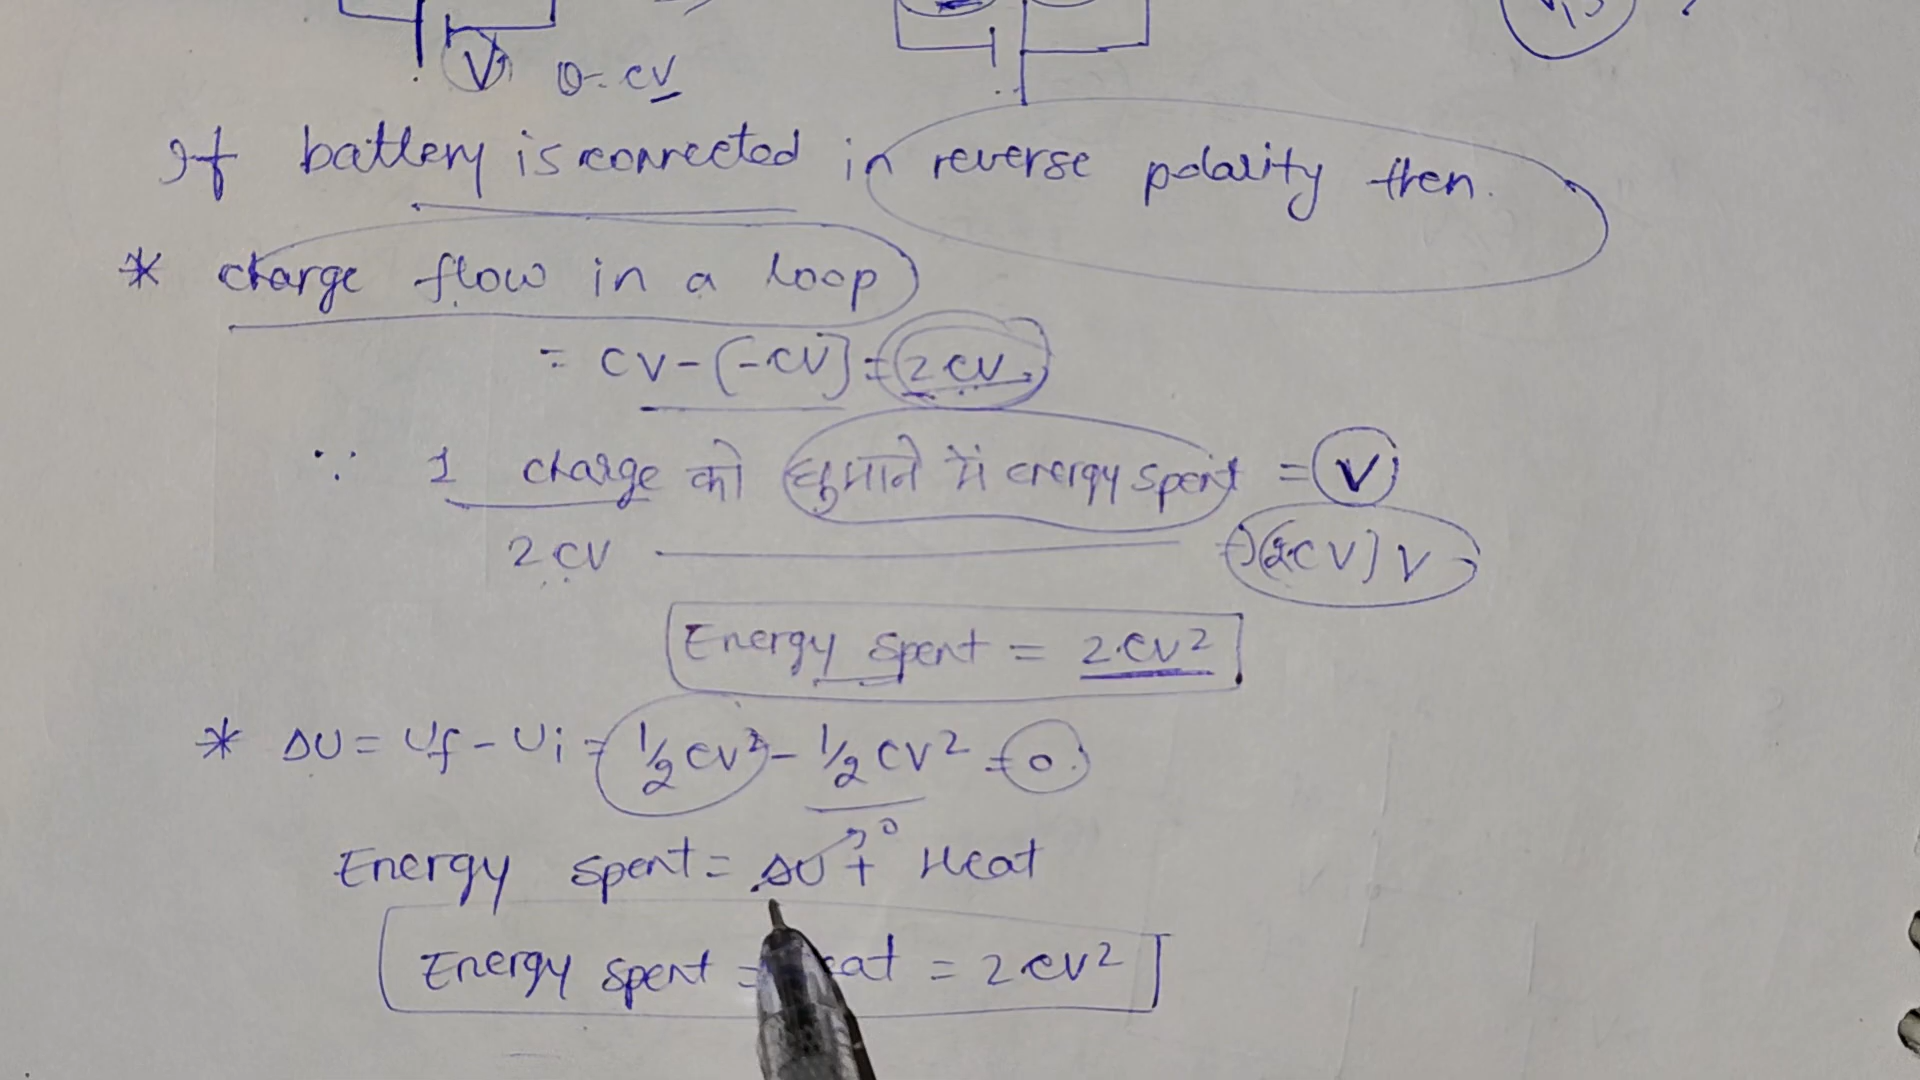 V Q = CV
If battery is connected in reverse polarity then.
* charge flow in a loop
= CV - (-CV) = 2CV
∵ 1 charge को घुमाने में energy spent = V
2CV ——— = (2CV) V
Energy spent = 2CV²
* ΔU = Uf - Ui = ½CV² - ½CV² = 0
Energy spent = ΔU⁰ + Heat
Energy spent = eat = 2CV²